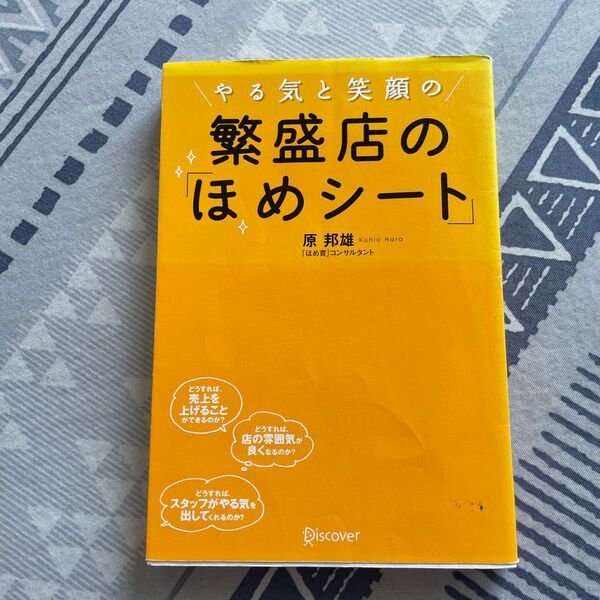 やる気と笑顔の
繁盛店の
「ほめシート」
原 邦雄 Kunio Hara
「ほめ育」コンサルタント
どうすれば、
売上を
上げること
ができるのか?
どうすれば、
店の雰囲気が
良くなるのか?
どうすれば、
スタッフがやる気を
出してくれるのか?
Discover